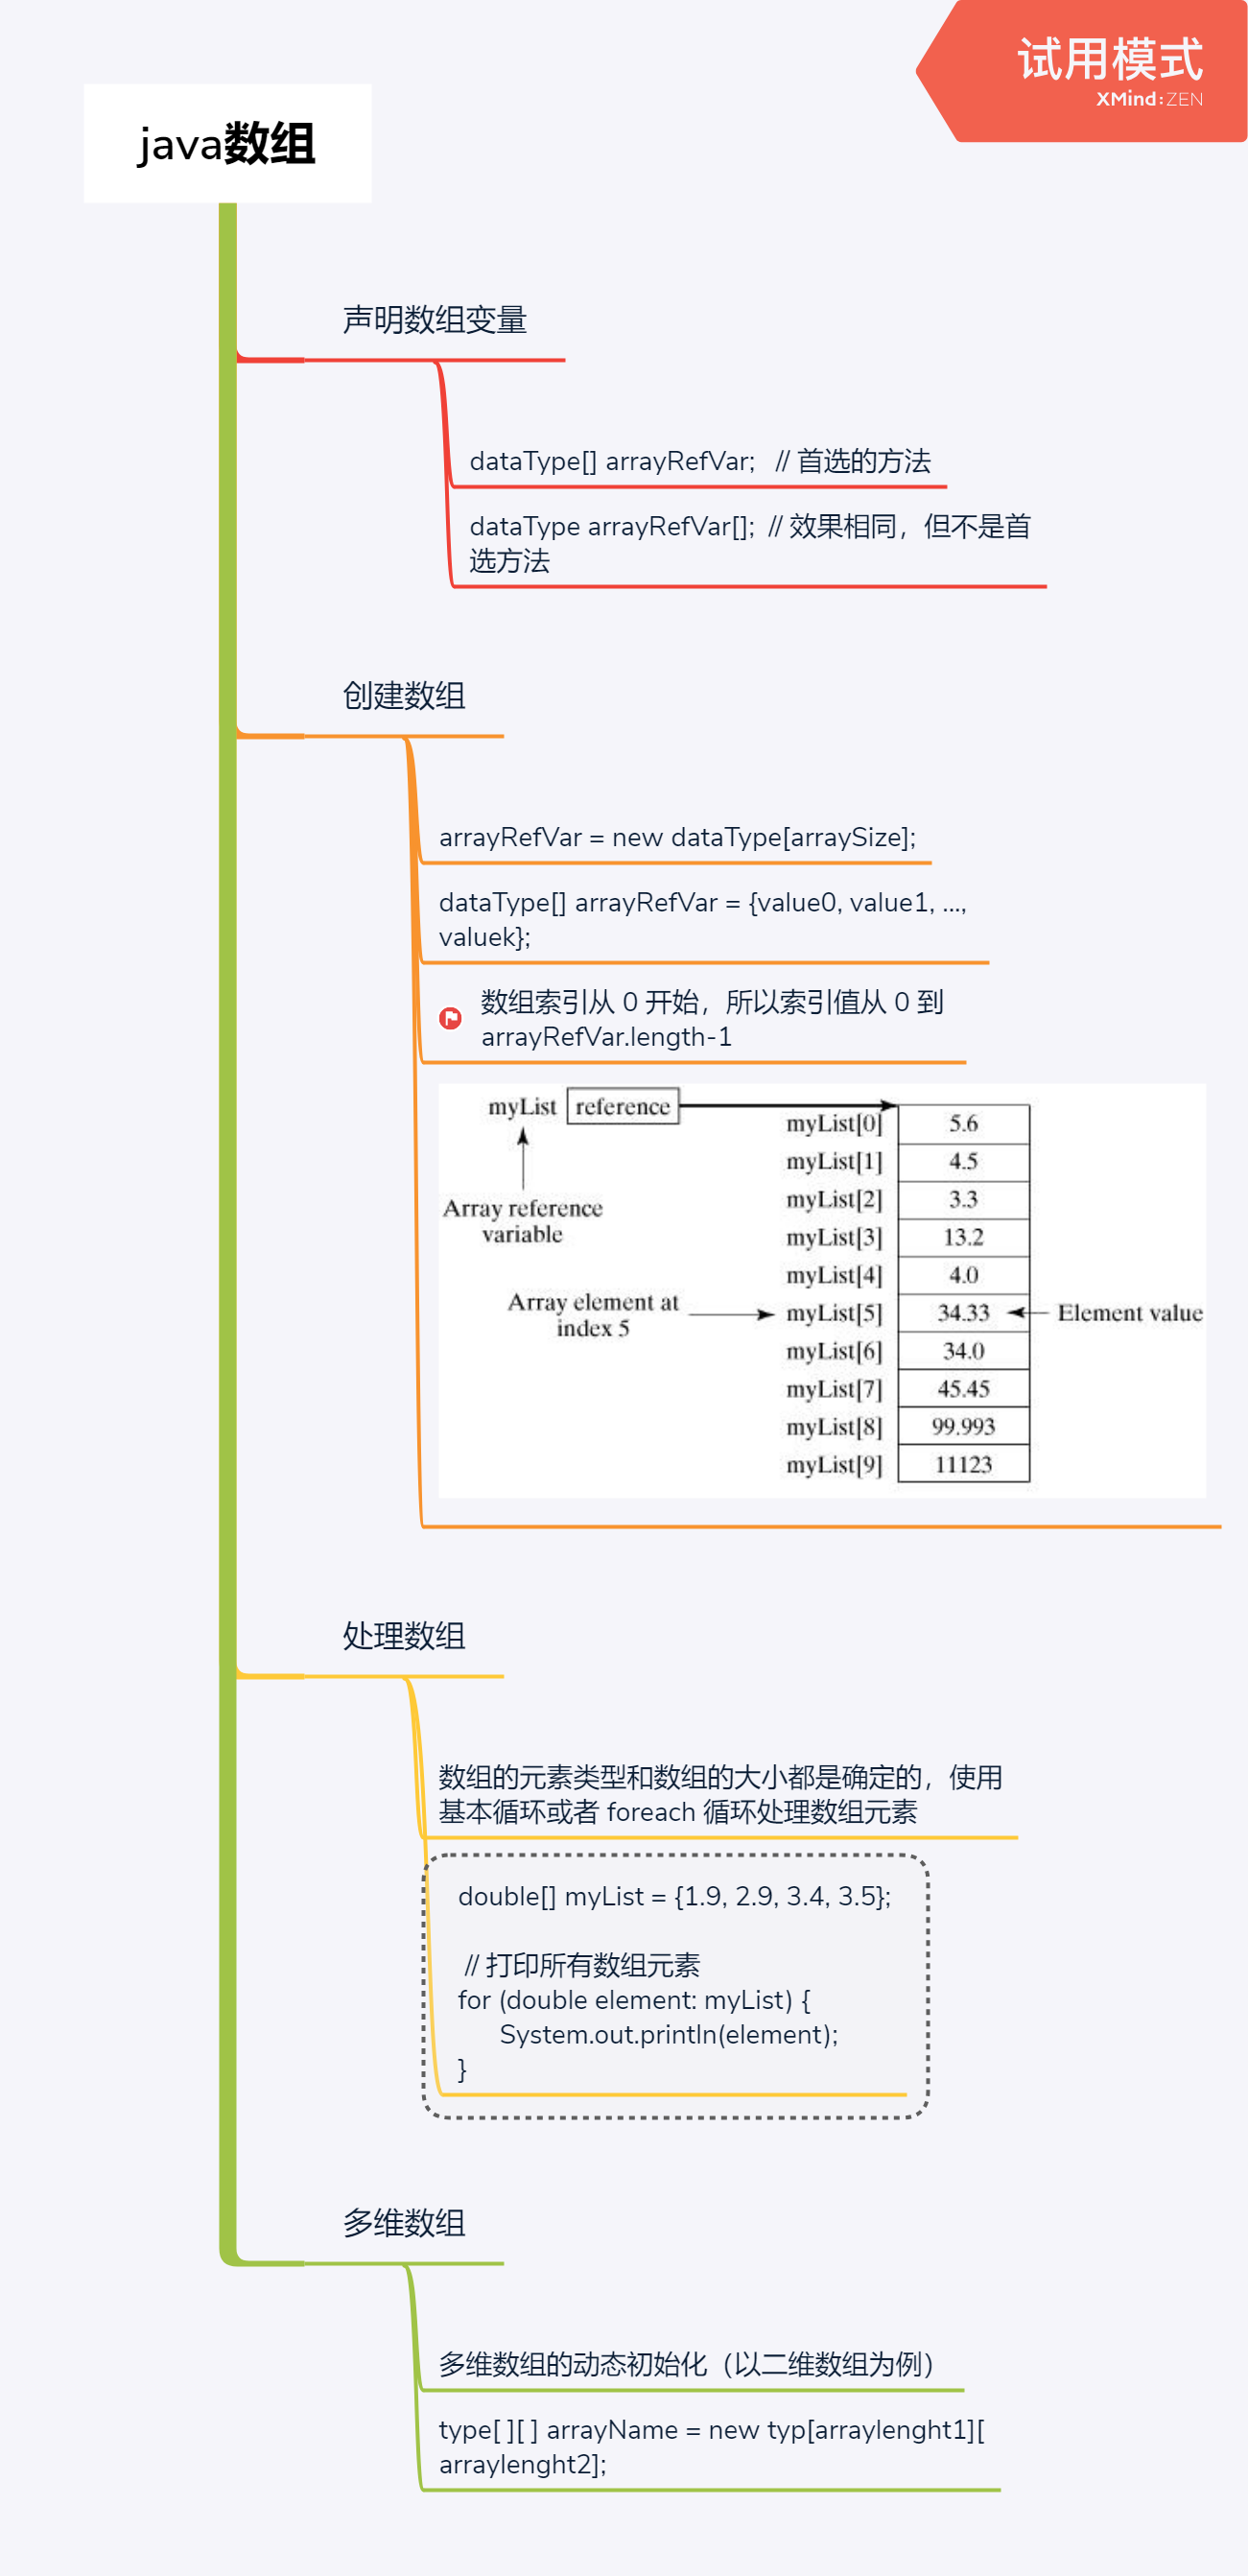 试用模式
XMind:ZEN
java数组
声明数组变量
dataType[] arrayRefVar;   // 首选的方法
dataType arrayRefVar[];  // 效果相同，但不是首
选方法
创建数组
arrayRefVar = new dataType[arraySize];
dataType[] arrayRefVar = {value0, value1, ...,
valuek};
数组索引从 0 开始，所以索引值从 0 到
arrayRefVar.length-1
myList reference
myList[0] 5.6
myList[1] 4.5
Array reference
variable
myList[2] 3.3
myList[3] 13.2
myList[4] 4.0
Array element at
index 5
myList[5] 34.33 Element value
myList[6] 34.0
myList[7] 45.45
myList[8] 99.993
myList[9] 11123
处理数组
数组的元素类型和数组的大小都是确定的，使用
基本循环或者 foreach 循环处理数组元素
double[] myList = {1.9, 2.9, 3.4, 3.5};
// 打印所有数组元素
for (double element: myList) {
System.out.println(element);
}
多维数组
多维数组的动态初始化（以二维数组为例）
type[ ][ ] arrayName = new typ[arraylenght1][
arraylenght2];